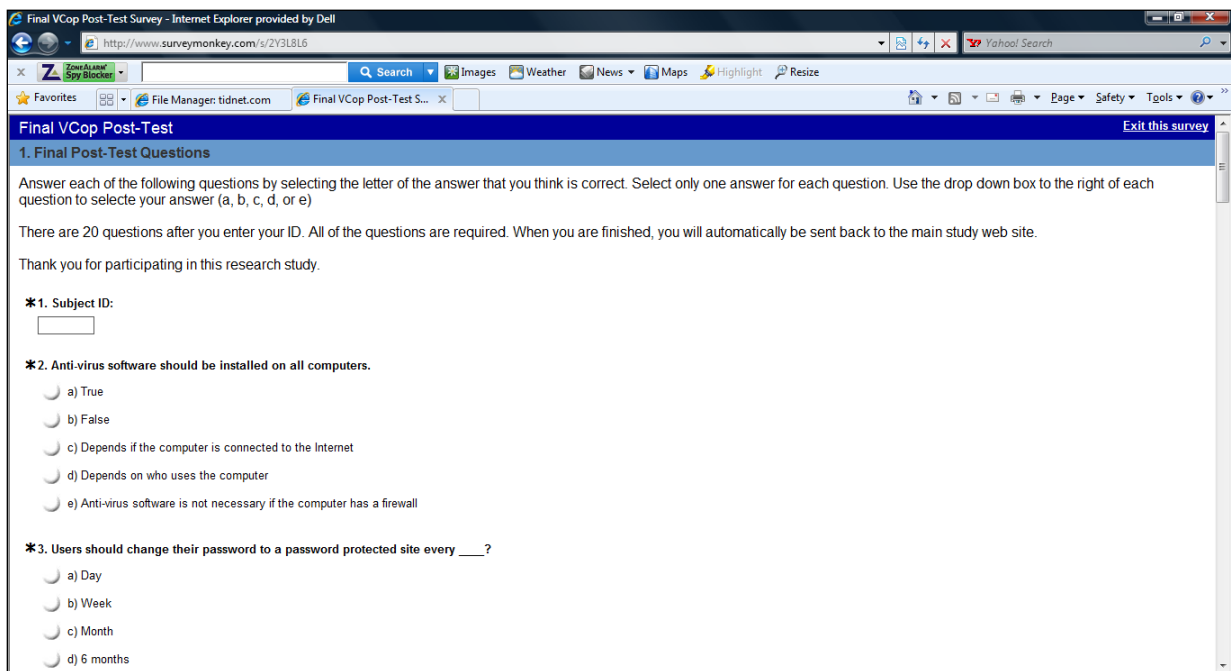 Final VCop Post-Test Survey - Internet Explorer provided by Dell
http://www.surveymonkey.com/s/2Y3L8L6
Yahoo! Search
x ZONEALARM Spy Blocker Search Images Weather News Maps Highlight Resize
Favorites File Manager: tidnet.com Final VCop Post-Test S... X Page Safety Tools
Final VCop Post-Test Exit this survey
1. Final Post-Test Questions
Answer each of the following questions by selecting the letter of the answer that you think is correct. Select only one answer for each question. Use the drop down box to the right of each
question to selecte your answer (a, b, c, d, or e)
There are 20 questions after you enter your ID. All of the questions are required. When you are finished, you will automatically be sent back to the main study web site.
Thank you for participating in this research study.
*1. Subject ID:
*2. Anti-virus software should be installed on all computers.
a) True
b) False
c) Depends if the computer is connected to the Internet
d) Depends on who uses the computer
e) Anti-virus software is not necessary if the computer has a firewall
*3. Users should change their password to a password protected site every ____?
a) Day
b) Week
c) Month
d) 6 months